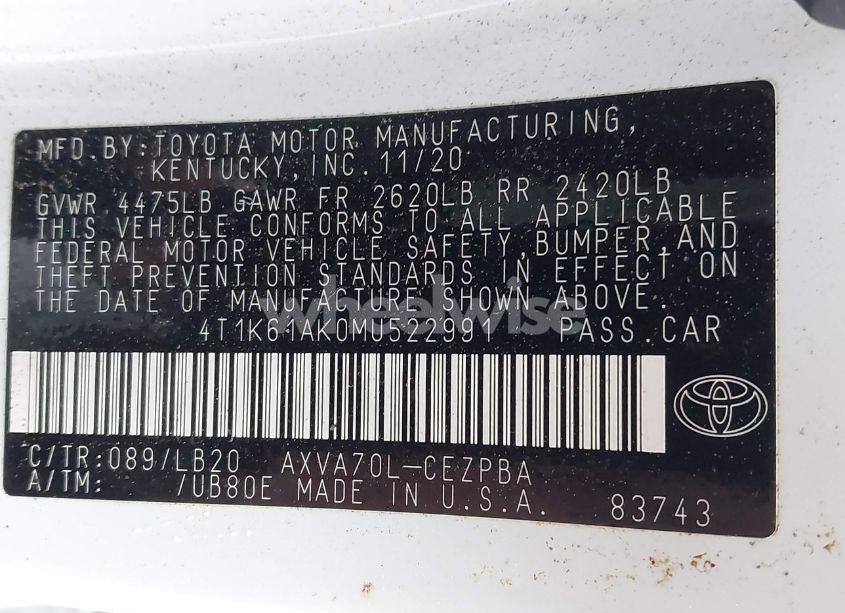 MFD.BY:TOYOTA MOTOR MANUFACTURING,
KENTUCKY,INC.11/20
GVWR 4475LB GAWR FR 2620LB RR 2420LB
THIS VEHICLE CONFORMS TO ALL APPLICABLE
FEDERAL MOTOR VEHICLE SAFETY,BUMPER,AND
THEFT PREVENTION STANDARDS IN EFFECT ON
THE DATE OF MANUFACTURE SHOWN ABOVE.
wheelwise
4T1K61AK0MU522991 PASS.CAR
C/TR:089/LB20 AXVA70L-CEZPBA
A/TM: /UB80E MADE IN U.S.A. 83743